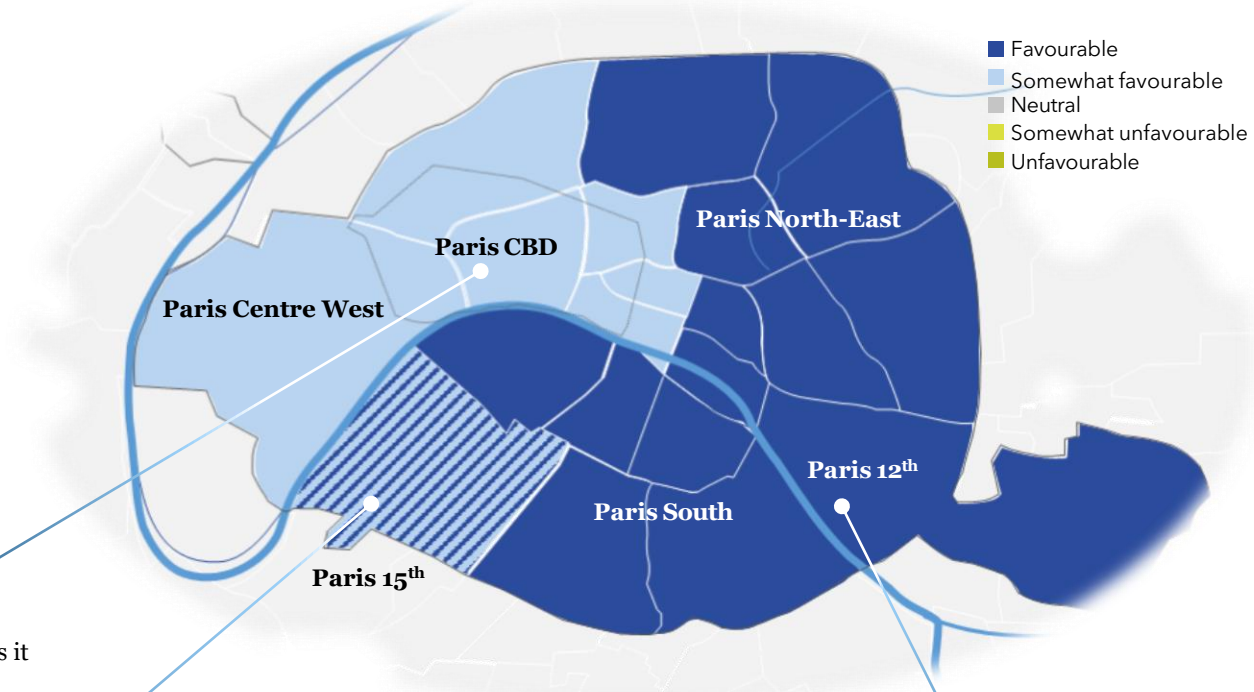 Favourable
Somewhat favourable
Neutral
Somewhat unfavourable
Unfavourable
Paris North-East
Paris CBD
Paris Centre West
Paris 12th
Paris South
Paris 15th
s it